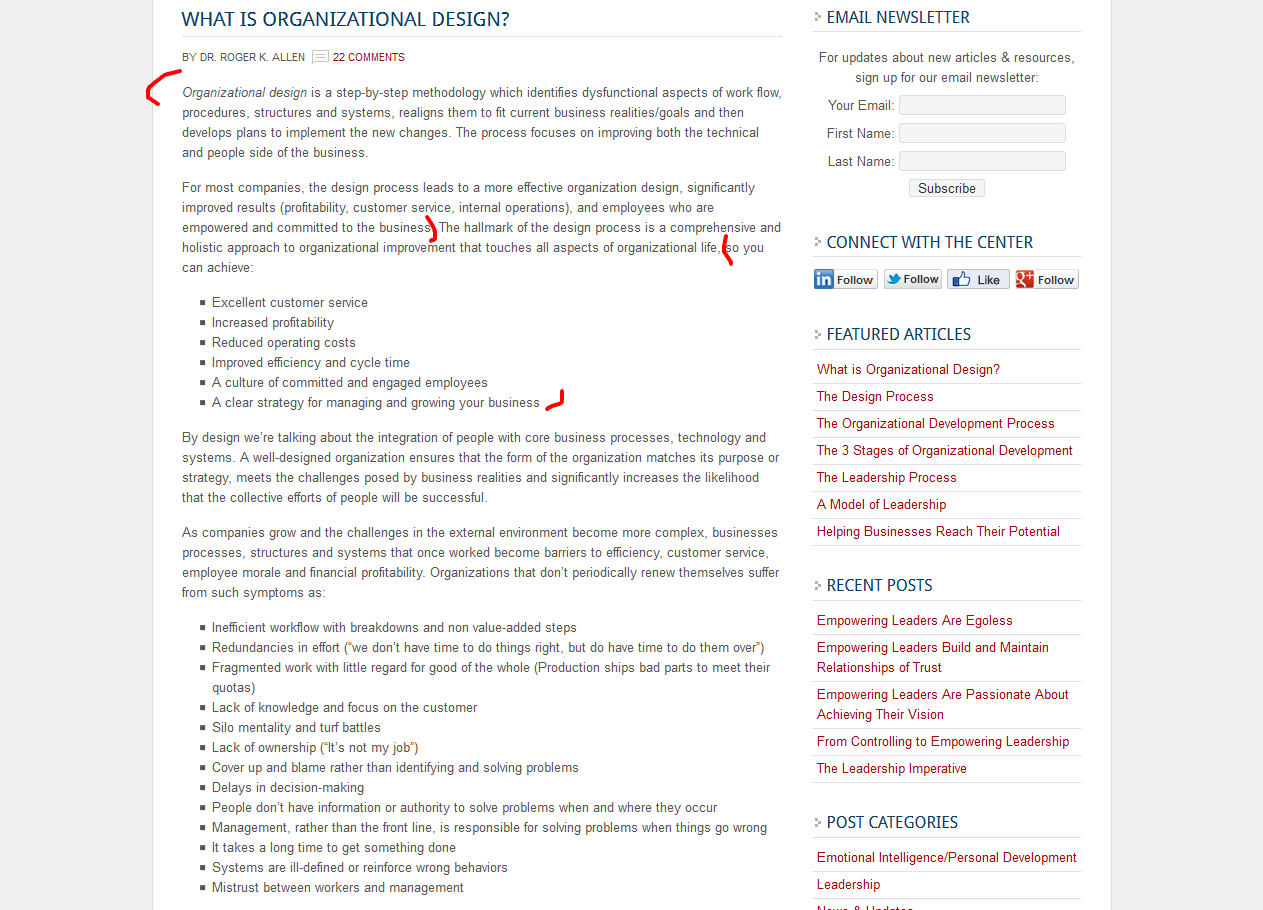 WHAT IS ORGANIZATIONAL DESIGN?
BY DR. ROGER K. ALLEN 22 COMMENTS
Organizational design is a step-by-step methodology which identifies dysfunctional aspects of work flow,
procedures, structures and systems, realigns them to fit current business realities/goals and then
develops plans to implement the new changes. The process focuses on improving both the technical
and people side of the business.
For most companies, the design process leads to a more effective organization design, significantly
improved results (profitability, customer service, internal operations), and employees who are
empowered and committed to the business. The hallmark of the design process is a comprehensive and
holistic approach to organizational improvement that touches all aspects of organizational life, so you
can achieve:
Excellent customer service
Increased profitability
Reduced operating costs
Improved efficiency and cycle time
A culture of committed and engaged employees
A clear strategy for managing and growing your business
By design we’re talking about the integration of people with core business processes, technology and
systems. A well-designed organization ensures that the form of the organization matches its purpose or
strategy, meets the challenges posed by business realities and significantly increases the likelihood
that the collective efforts of people will be successful.
As companies grow and the challenges in the external environment become more complex, businesses
processes, structures and systems that once worked become barriers to efficiency, customer service,
employee morale and financial profitability. Organizations that don’t periodically renew themselves suffer
from such symptoms as:
Inefficient workflow with breakdowns and non value-added steps
Redundancies in effort (“we don’t have time to do things right, but do have time to do them over”)
Fragmented work with little regard for good of the whole (Production ships bad parts to meet their
quotas)
Lack of knowledge and focus on the customer
Silo mentality and turf battles
Lack of ownership (“It’s not my job”)
Cover up and blame rather than identifying and solving problems
Delays in decision-making
People don’t have information or authority to solve problems when and where they occur
Management, rather than the front line, is responsible for solving problems when things go wrong
It takes a long time to get something done
Systems are ill-defined or reinforce wrong behaviors
Mistrust between workers and management
EMAIL NEWSLETTER
For updates about new articles & resources,
sign up for our email newsletter:
Your Email:
First Name:
Last Name:
Subscribe
CONNECT WITH THE CENTER
in Follow Follow Like g+ Follow
FEATURED ARTICLES
What is Organizational Design?
The Design Process
The Organizational Development Process
The 3 Stages of Organizational Development
The Leadership Process
A Model of Leadership
Helping Businesses Reach Their Potential
RECENT POSTS
Empowering Leaders Are Egoless
Empowering Leaders Build and Maintain
Relationships of Trust
Empowering Leaders Are Passionate About
Achieving Their Vision
From Controlling to Empowering Leadership
The Leadership Imperative
POST CATEGORIES
Emotional Intelligence/Personal Development
Leadership
News & Updates